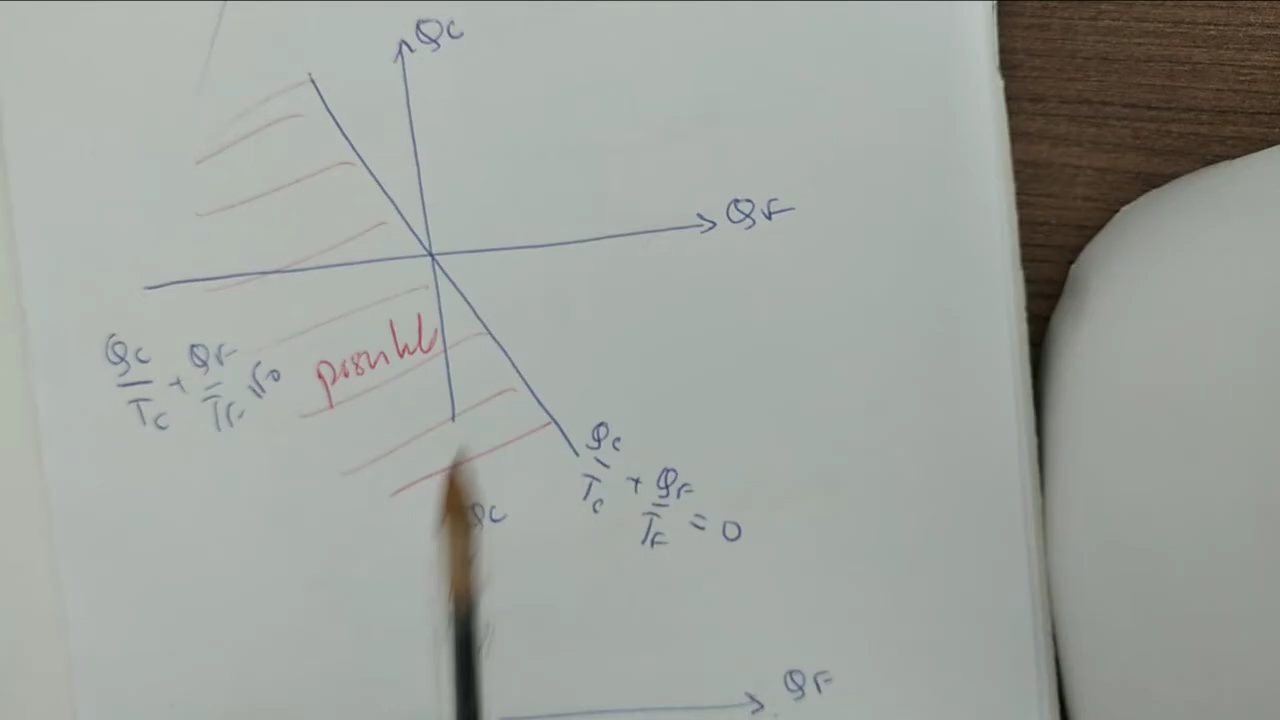 QC
QF
QC/TC + QF/TF ≤ 0
possible
QC/TC + QF/TF = 0
QC
QF